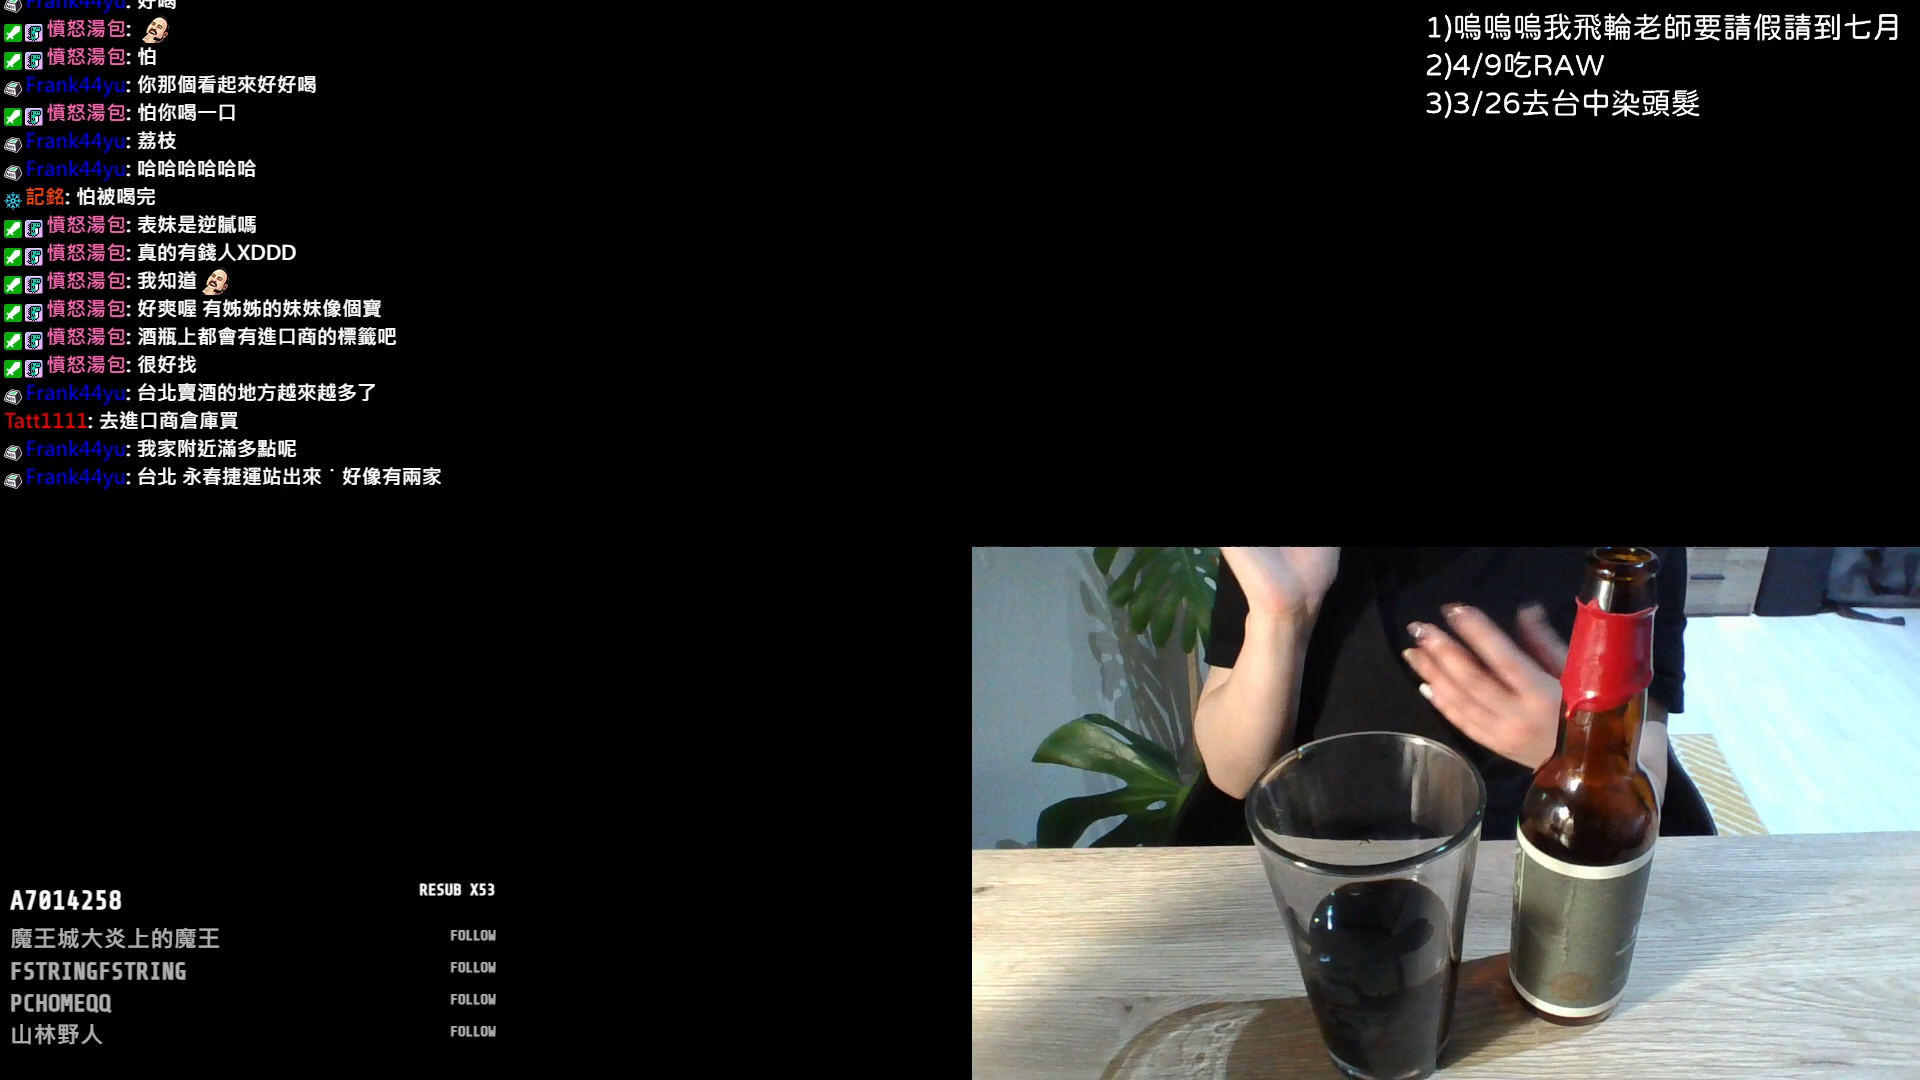 Frank44yu: 好喝
憤怒湯包:
憤怒湯包: 怕
Frank44yu: 你那個看起來好好喝
憤怒湯包: 怕你喝一口
Frank44yu: 荔枝
Frank44yu: 哈哈哈哈哈哈
記銘: 怕被喝完
憤怒湯包: 表妹是逆膩嗎
憤怒湯包: 真的有錢人XDDD
憤怒湯包: 我知道
憤怒湯包: 好爽喔 有姊姊的妹妹像個寶
憤怒湯包: 酒瓶上都會有進口商的標籤吧
憤怒湯包: 很好找
Frank44yu: 台北賣酒的地方越來越多了
Tatt1111: 去進口商倉庫買
Frank44yu: 我家附近滿多點呢
Frank44yu: 台北 永春捷運站出來 ˙ 好像有兩家
1)嗚嗚嗚我飛輪老師要請假請到七月
2)4/9吃RAW
3)3/26去台中染頭髮
A7014258 RESUB X53
魔王城大炎上的魔王 FOLLOW
FSTRINGFSTRING FOLLOW
PCHOMEQQ FOLLOW
山林野人 FOLLOW